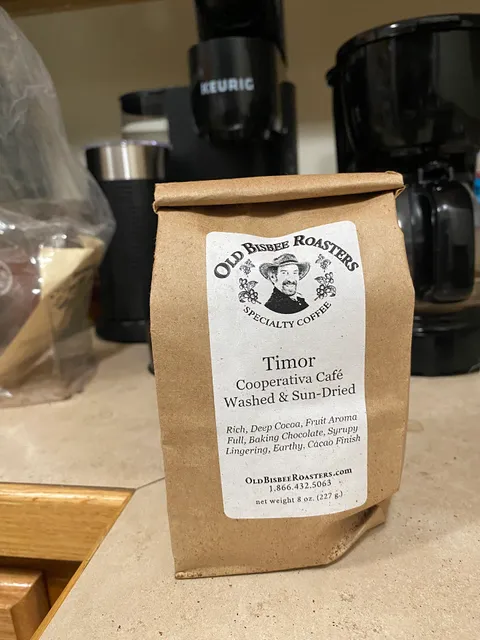 KEURIG
OLD BISBEE ROASTERS
SPECIALTY COFFEE
Timor
Cooperativa Café
Washed & Sun-Dried
Rich, Deep Cocoa, Fruit Aroma
Full, Baking Chocolate, Syrupy
Lingering, Earthy, Cacao Finish
OLDBISBEEROASTERS.com
1.866.432.5063
net weight 8 oz. (227 g.)